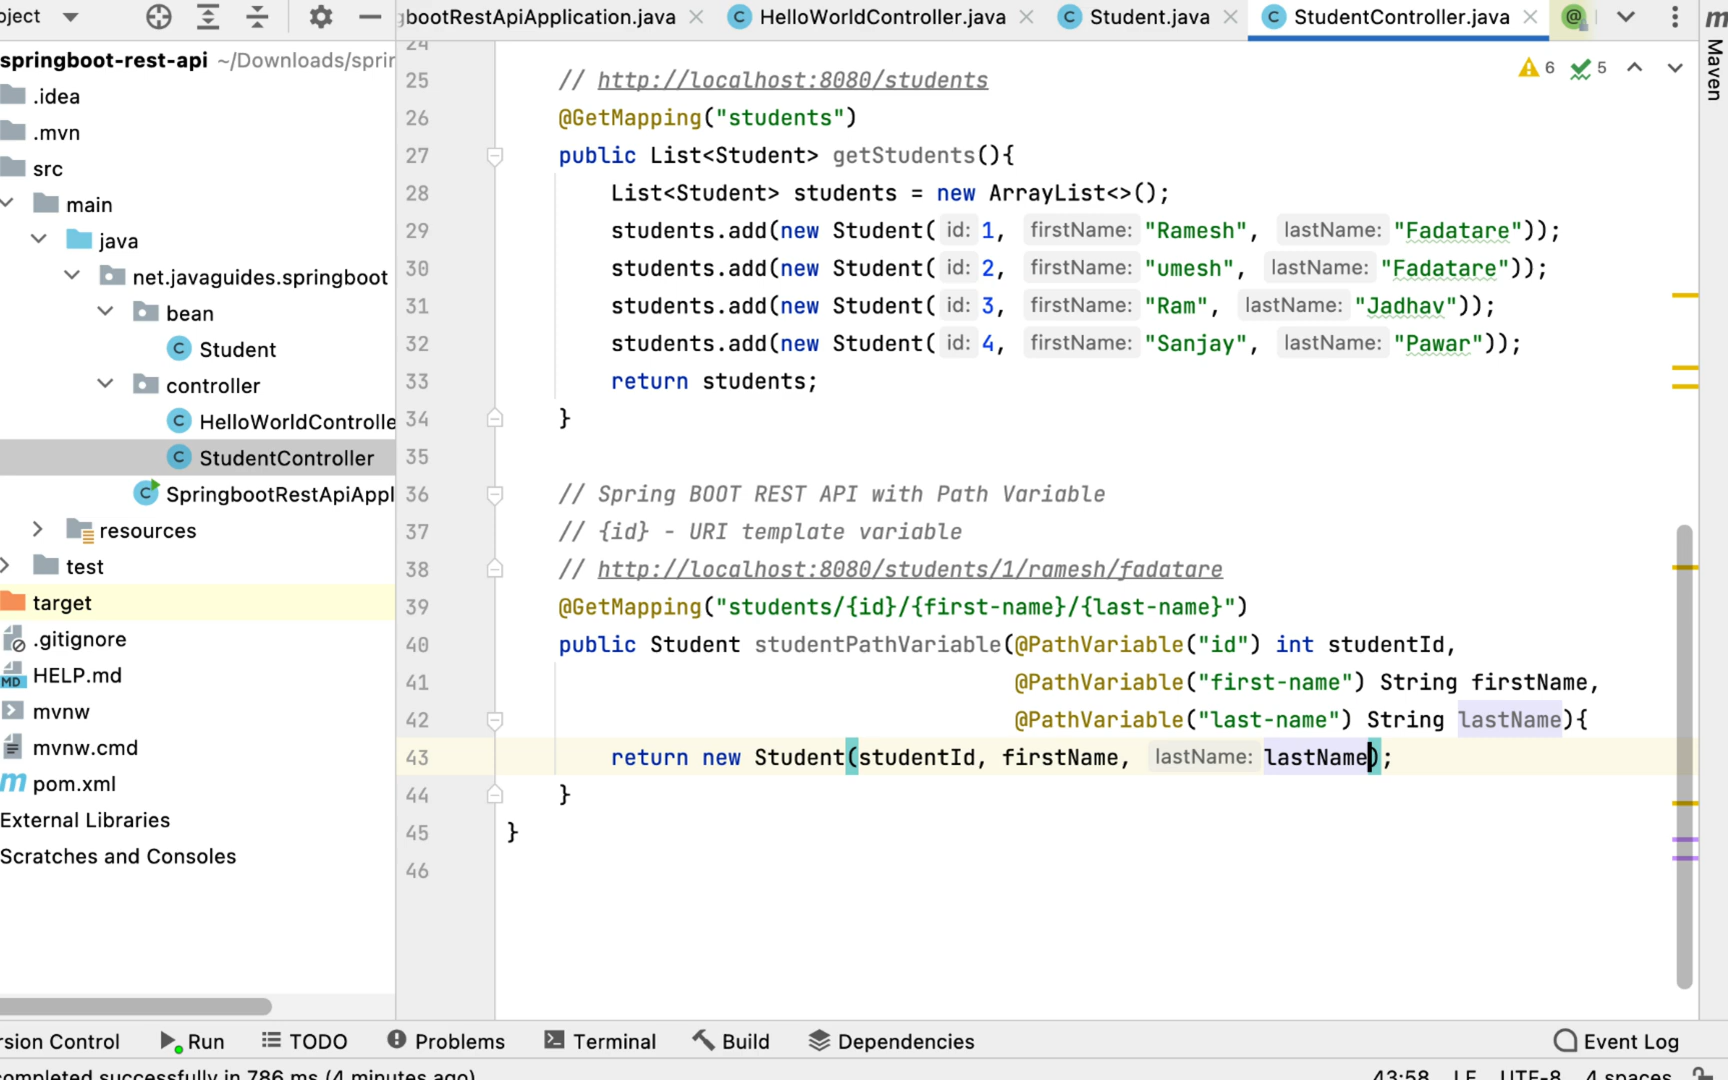 oject
springboot-rest-api ~/Downloads/sprir
.idea
.mvn
src
main
java
net.javaguides.springboot
bean
Student
controller
HelloWorldControlle
StudentController
SpringbootRestApiAppl
resources
test
target
.gitignore
HELP.md
mvnw
mvnw.cmd
pom.xml
External Libraries
Scratches and Consoles
gbootRestApiApplication.java
HelloWorldController.java
Student.java
StudentController.java
Maven
6 5
24
25 // http://localhost:8080/students
26 @GetMapping("students")
27 public List<Student> getStudents(){
28 List<Student> students = new ArrayList<>();
29 students.add(new Student( id: 1, firstName: "Ramesh", lastName: "Fadatare"));
30 students.add(new Student( id: 2, firstName: "umesh", lastName: "Fadatare"));
31 students.add(new Student( id: 3, firstName: "Ram", lastName: "Jadhav"));
32 students.add(new Student( id: 4, firstName: "Sanjay", lastName: "Pawar"));
33 return students;
34 }
35
36 // Spring BOOT REST API with Path Variable
37 // {id} - URI template variable
38 // http://localhost:8080/students/1/ramesh/fadatare
39 @GetMapping("students/{id}/{first-name}/{last-name}")
40 public Student studentPathVariable(@PathVariable("id") int studentId,
41 @PathVariable("first-name") String firstName,
42 @PathVariable("last-name") String lastName){
43 return new Student(studentId, firstName, lastName: lastName);
44 }
45 }
46
rsion Control Run TODO Problems Terminal Build Dependencies Event Log
completed successfully in 786 ms (4 minutes ago) 43:58 LF UTF-8 4 spaces